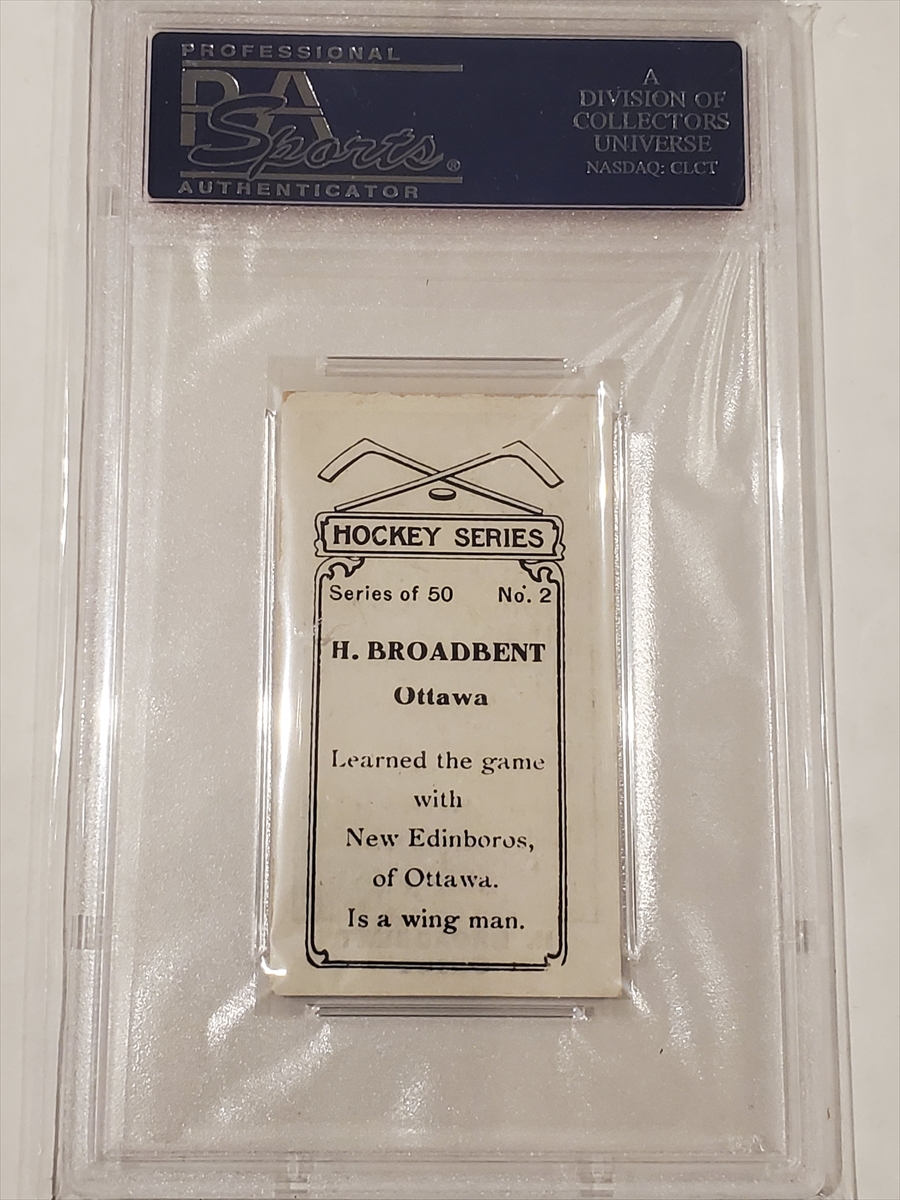 PROFESSIONAL
PSA
Sports®
AUTHENTICATOR
A
DIVISION OF
COLLECTORS
UNIVERSE
NASDAQ: CLCT
HOCKEY SERIES
Series of 50 No. 2
H. BROADBENT
Ottawa
Learned the game
with
New Edinboros,
of Ottawa.
Is a wing man.